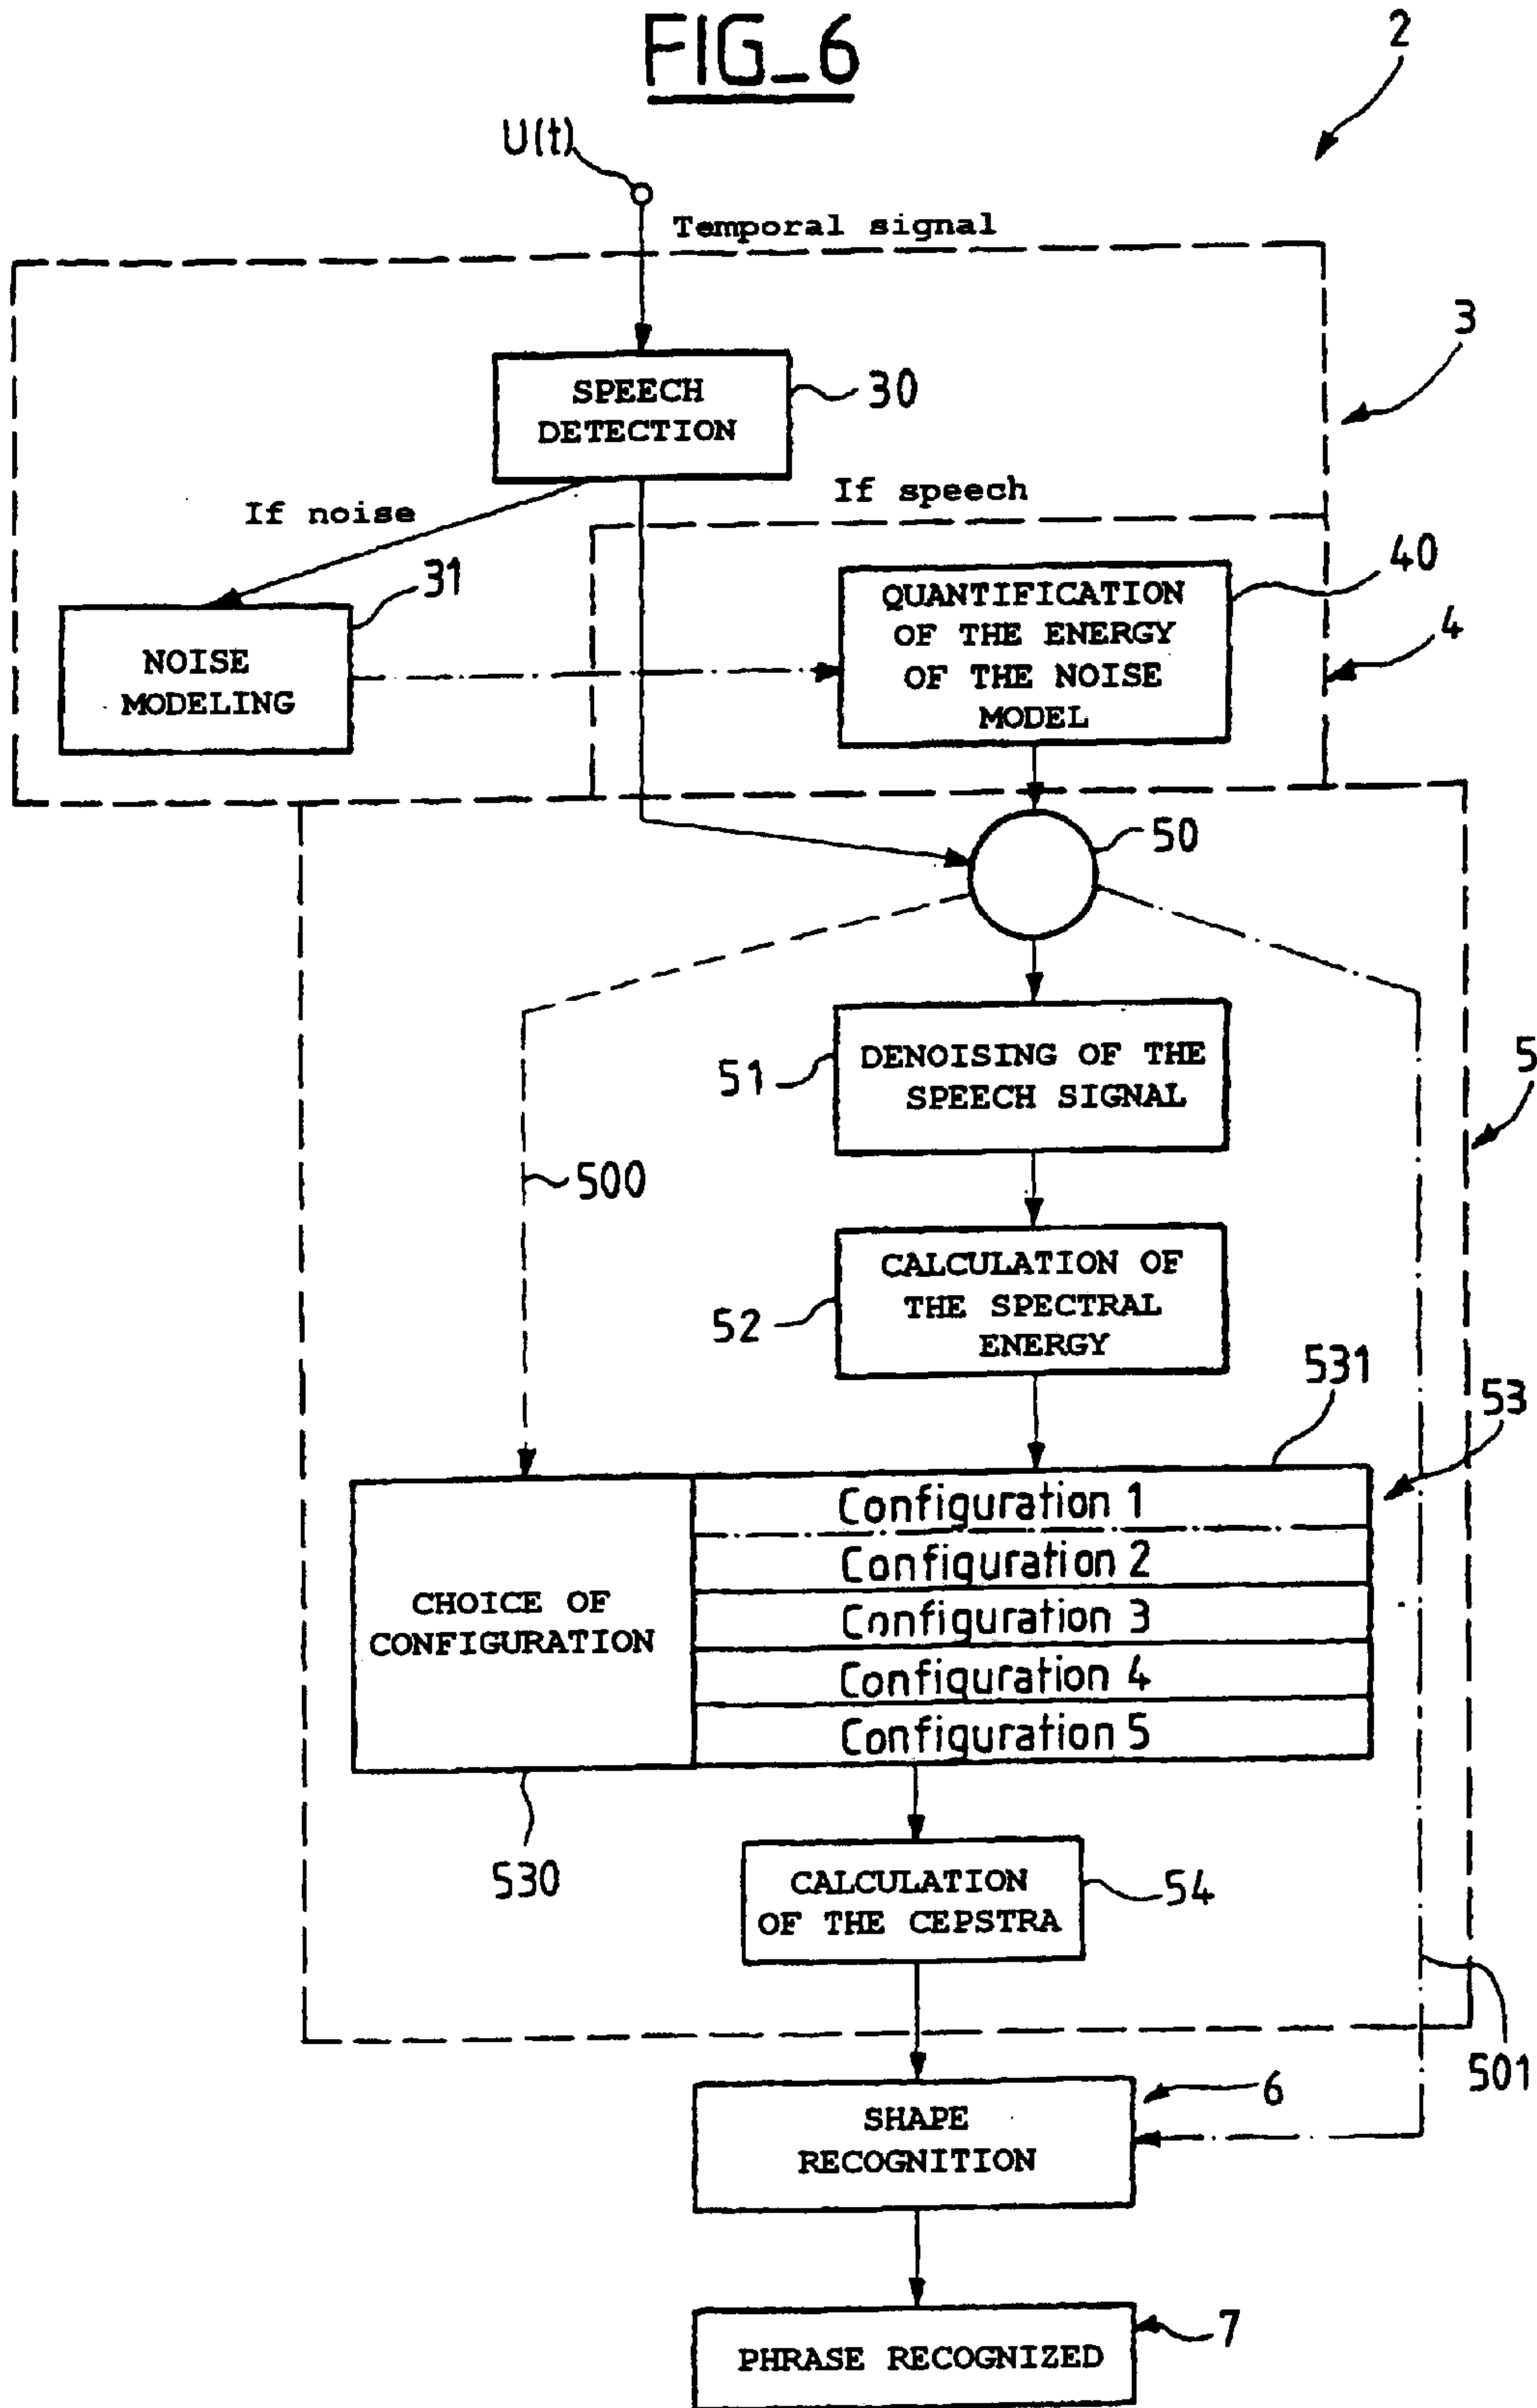 FIG_6
2
U(t)
Temporal signal
3
SPEECH
DETECTION
30
If noise
If speech
31
40
NOISE
MODELING
QUANTIFICATION
OF THE ENERGY
OF THE NOISE
MODEL
4
50
51
DENOISING OF THE
SPEECH SIGNAL
5
500
52
CALCULATION OF
THE SPECTRAL
ENERGY
531
53
CHOICE OF
CONFIGURATION
Configuration 1
Configuration 2
Configuration 3
Configuration 4
Configuration 5
530
CALCULATION
OF THE CEPSTRA
54
501
SHAPE
RECOGNITION
6
PHRASE RECOGNIZED
7